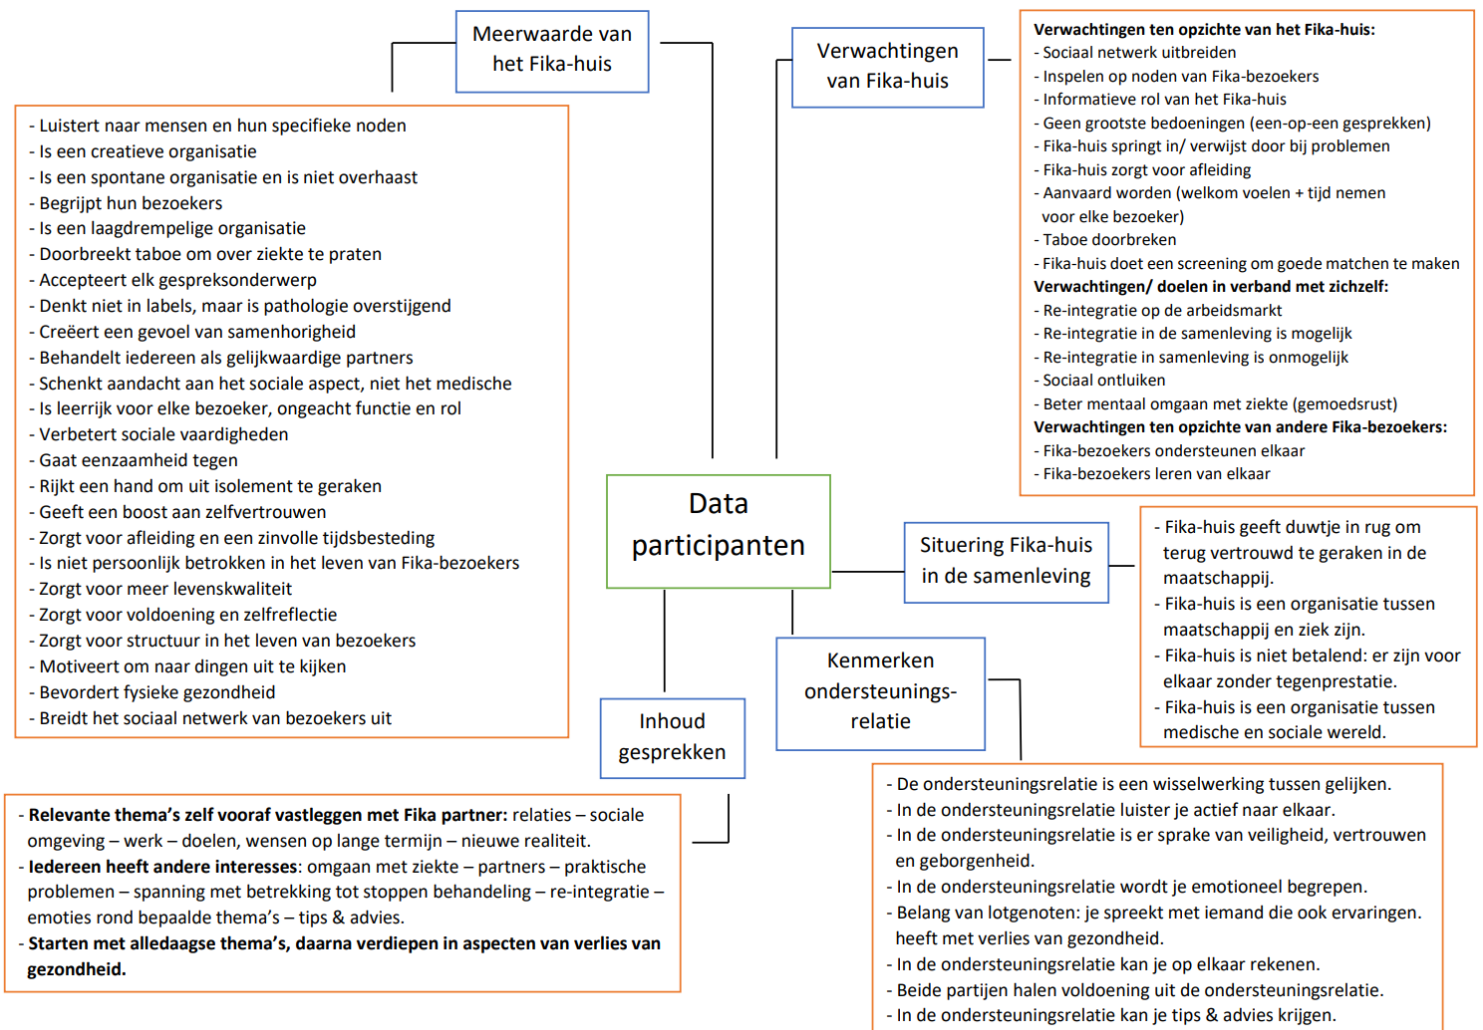 Meerwaarde van
het Fika-huis
- Luistert naar mensen en hun specifieke noden
- Is een creatieve organisatie
- Is een spontane organisatie en is niet overhaast
- Begrijpt hun bezoekers
- Is een laagdrempelige organisatie
- Doorbreekt taboe om over ziekte te praten
- Accepteert elk gespreksonderwerp
- Denkt niet in labels, maar is pathologie overstijgend
- Creëert een gevoel van samenhorigheid
- Behandelt iedereen als gelijkwaardige partners
- Schenkt aandacht aan het sociale aspect, niet het medische
- Is leerrijk voor elke bezoeker, ongeacht functie en rol
- Verbetert sociale vaardigheden
- Gaat eenzaamheid tegen
- Rijkt een hand om uit isolement te geraken
- Geeft een boost aan zelfvertrouwen
- Zorgt voor afleiding en een zinvolle tijdsbesteding
- Is niet persoonlijk betrokken in het leven van Fika-bezoekers
- Zorgt voor meer levenskwaliteit
- Zorgt voor voldoening en zelfreflectie
- Zorgt voor structuur in het leven van bezoekers
- Motiveert om naar dingen uit te kijken
- Bevordert fysieke gezondheid
- Breidt het sociaal netwerk van bezoekers uit
Verwachtingen
van Fika-huis
Verwachtingen ten opzichte van het Fika-huis:
- Sociaal netwerk uitbreiden
- Inspelen op noden van Fika-bezoekers
- Informatieve rol van het Fika-huis
- Geen grootste bedoeningen (een-op-een gesprekken)
- Fika-huis springt in/ verwijst door bij problemen
- Fika-huis zorgt voor afleiding
- Aanvaard worden (welkom voelen + tijd nemen
voor elke bezoeker)
- Taboe doorbreken
- Fika-huis doet een screening om goede matchen te maken
Verwachtingen/ doelen in verband met zichzelf:
- Re-integratie op de arbeidsmarkt
- Re-integratie in de samenleving is mogelijk
- Re-integratie in samenleving is onmogelijk
- Sociaal ontluiken
- Beter mentaal omgaan met ziekte (gemoedsrust)
Verwachtingen ten opzichte van andere Fika-bezoekers:
- Fika-bezoekers ondersteunen elkaar
- Fika-bezoekers leren van elkaar
Data
participanten
Situering Fika-huis
in de samenleving
- Fika-huis geeft duwtje in rug om
terug vertrouwd te geraken in de
maatschappij.
- Fika-huis is een organisatie tussen
maatschappij en ziek zijn.
- Fika-huis is niet betalend: er zijn voor
elkaar zonder tegenprestatie.
- Fika-huis is een organisatie tussen
medische en sociale wereld.
Kenmerken
ondersteunings-
relatie
- De ondersteuningsrelatie is een wisselwerking tussen gelijken.
- In de ondersteuningsrelatie luister je actief naar elkaar.
- In de ondersteuningsrelatie is er sprake van veiligheid, vertrouwen
en geborgenheid.
- In de ondersteuningsrelatie wordt je emotioneel begrepen.
- Belang van lotgenoten: je spreekt met iemand die ook ervaringen.
heeft met verlies van gezondheid.
- In de ondersteuningsrelatie kan je op elkaar rekenen.
- Beide partijen halen voldoening uit de ondersteuningsrelatie.
- In de ondersteuningsrelatie kan je tips & advies krijgen.
Inhoud
gesprekken
- Relevante thema's zelf vooraf vastleggen met Fika partner: relaties – sociale
omgeving – werk – doelen, wensen op lange termijn – nieuwe realiteit.
- Iedereen heeft andere interesses: omgaan met ziekte – partners – praktische
problemen – spanning met betrekking tot stoppen behandeling – re-integratie –
emoties rond bepaalde thema's – tips & advies.
- Starten met alledaagse thema's, daarna verdiepen in aspecten van verlies van
gezondheid.